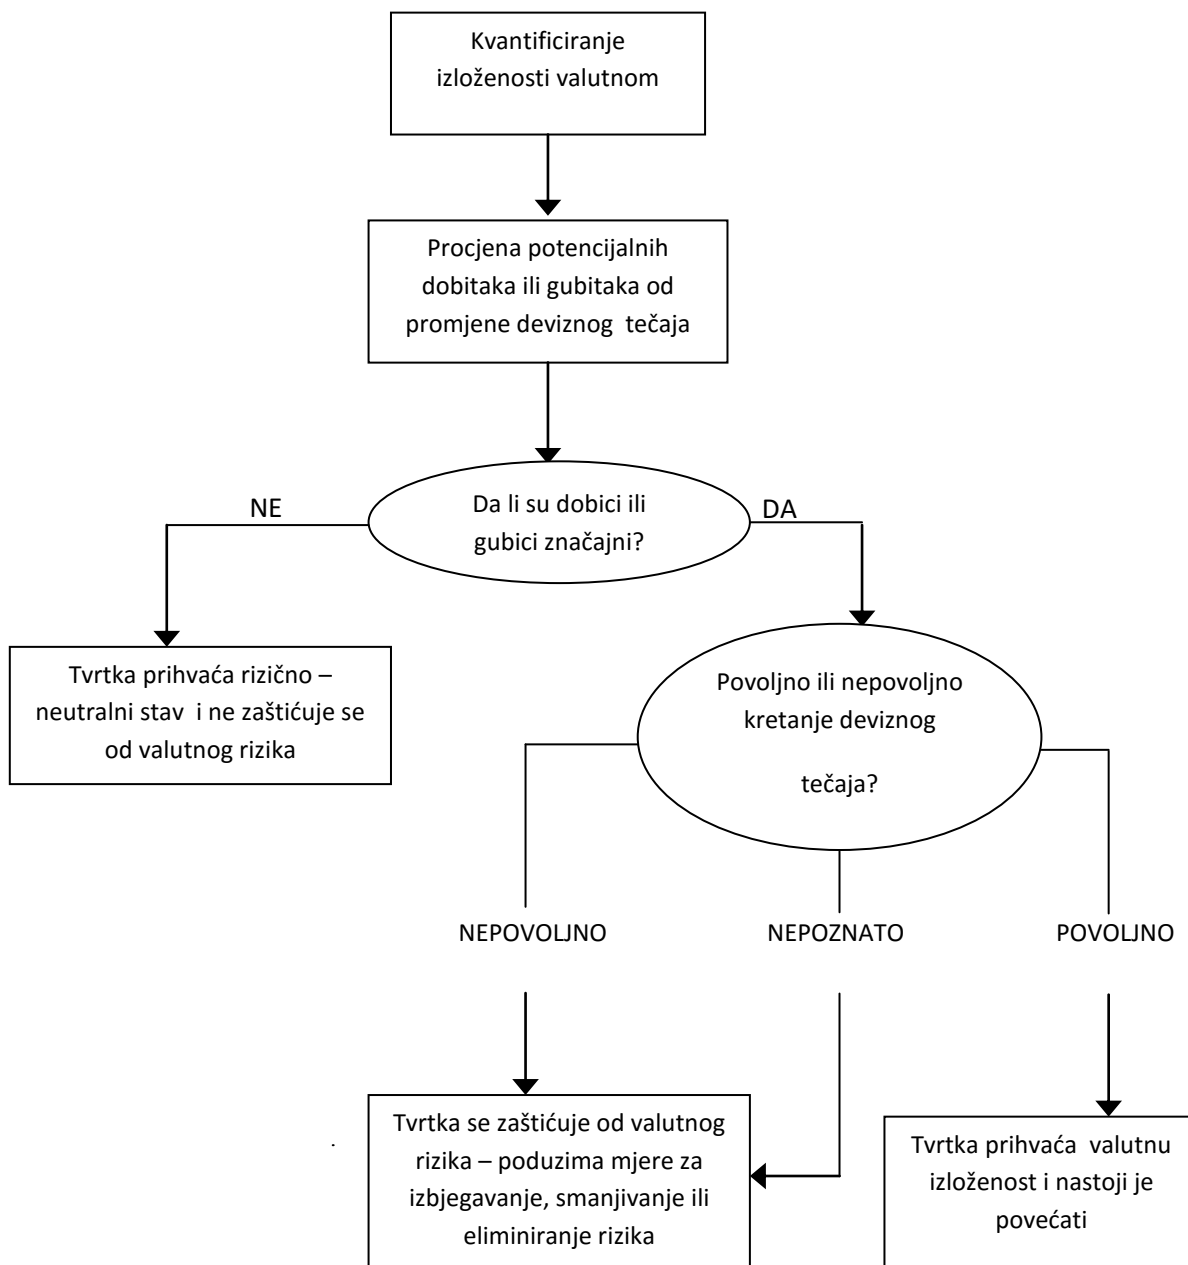 Kvantificiranje
izloženosti valutnom
Procjena potencijalnih
dobitaka ili gubitaka od
promjene deviznog tečaja
Da li su dobici ili
gubici značajni?
NE
DA
Tvrtka prihvaća rizično –
neutralni stav i ne zaštićuje se
od valutnog rizika
Povoljno ili nepovoljno
kretanje deviznog
tečaja?
NEPOVOLJNO
NEPOZNATO
POVOLJNO
Tvrtka se zaštićuje od valutnog
rizika – poduzima mjere za
izbjegavanje, smanjivanje ili
eliminiranje rizika
Tvrtka prihvaća valutnu
izloženost i nastoji je
povećati
.